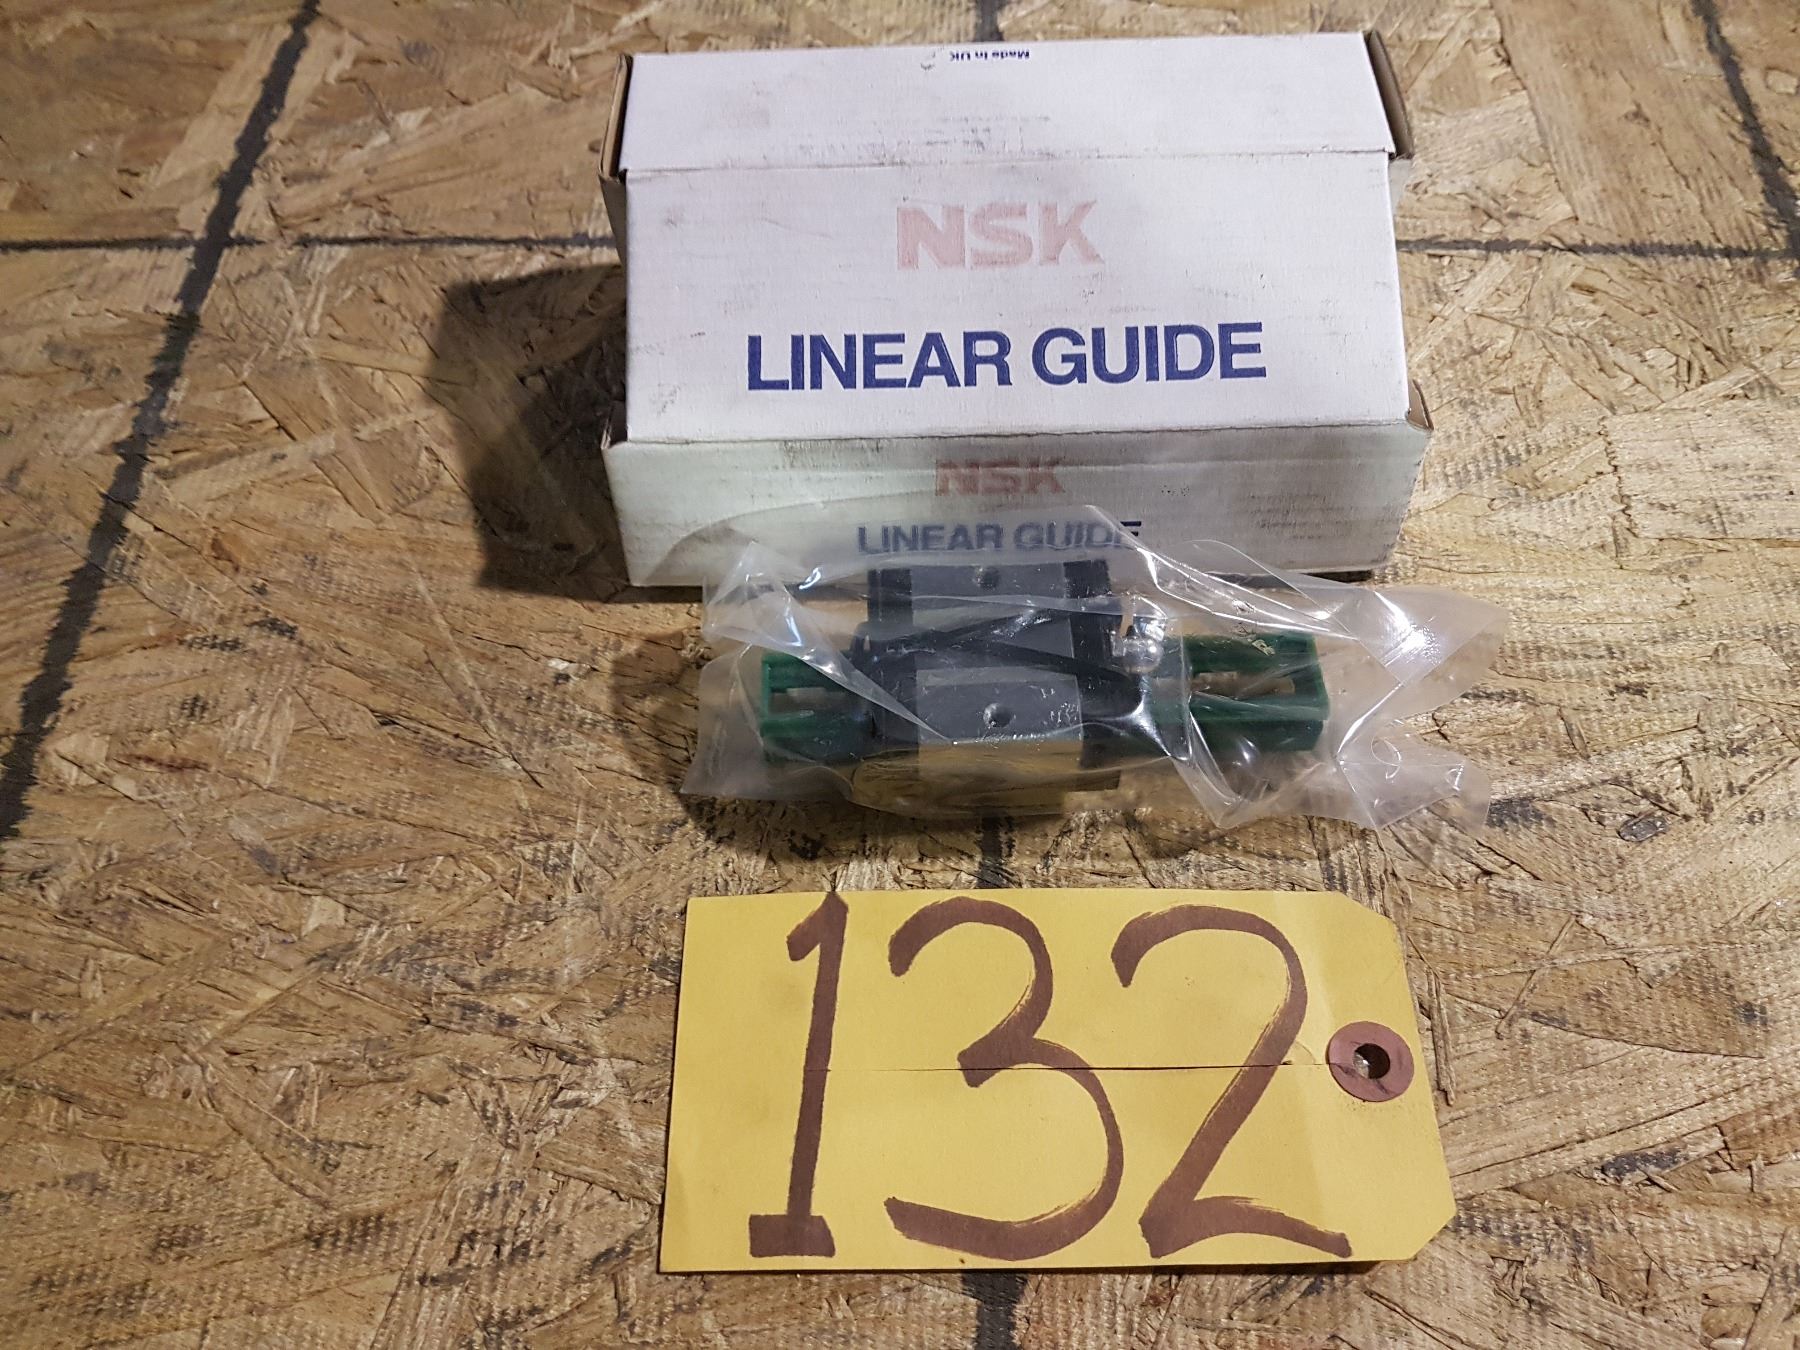 Made in UK
NSK
LINEAR GUIDE
NSK
LINEAR GUIDE
132